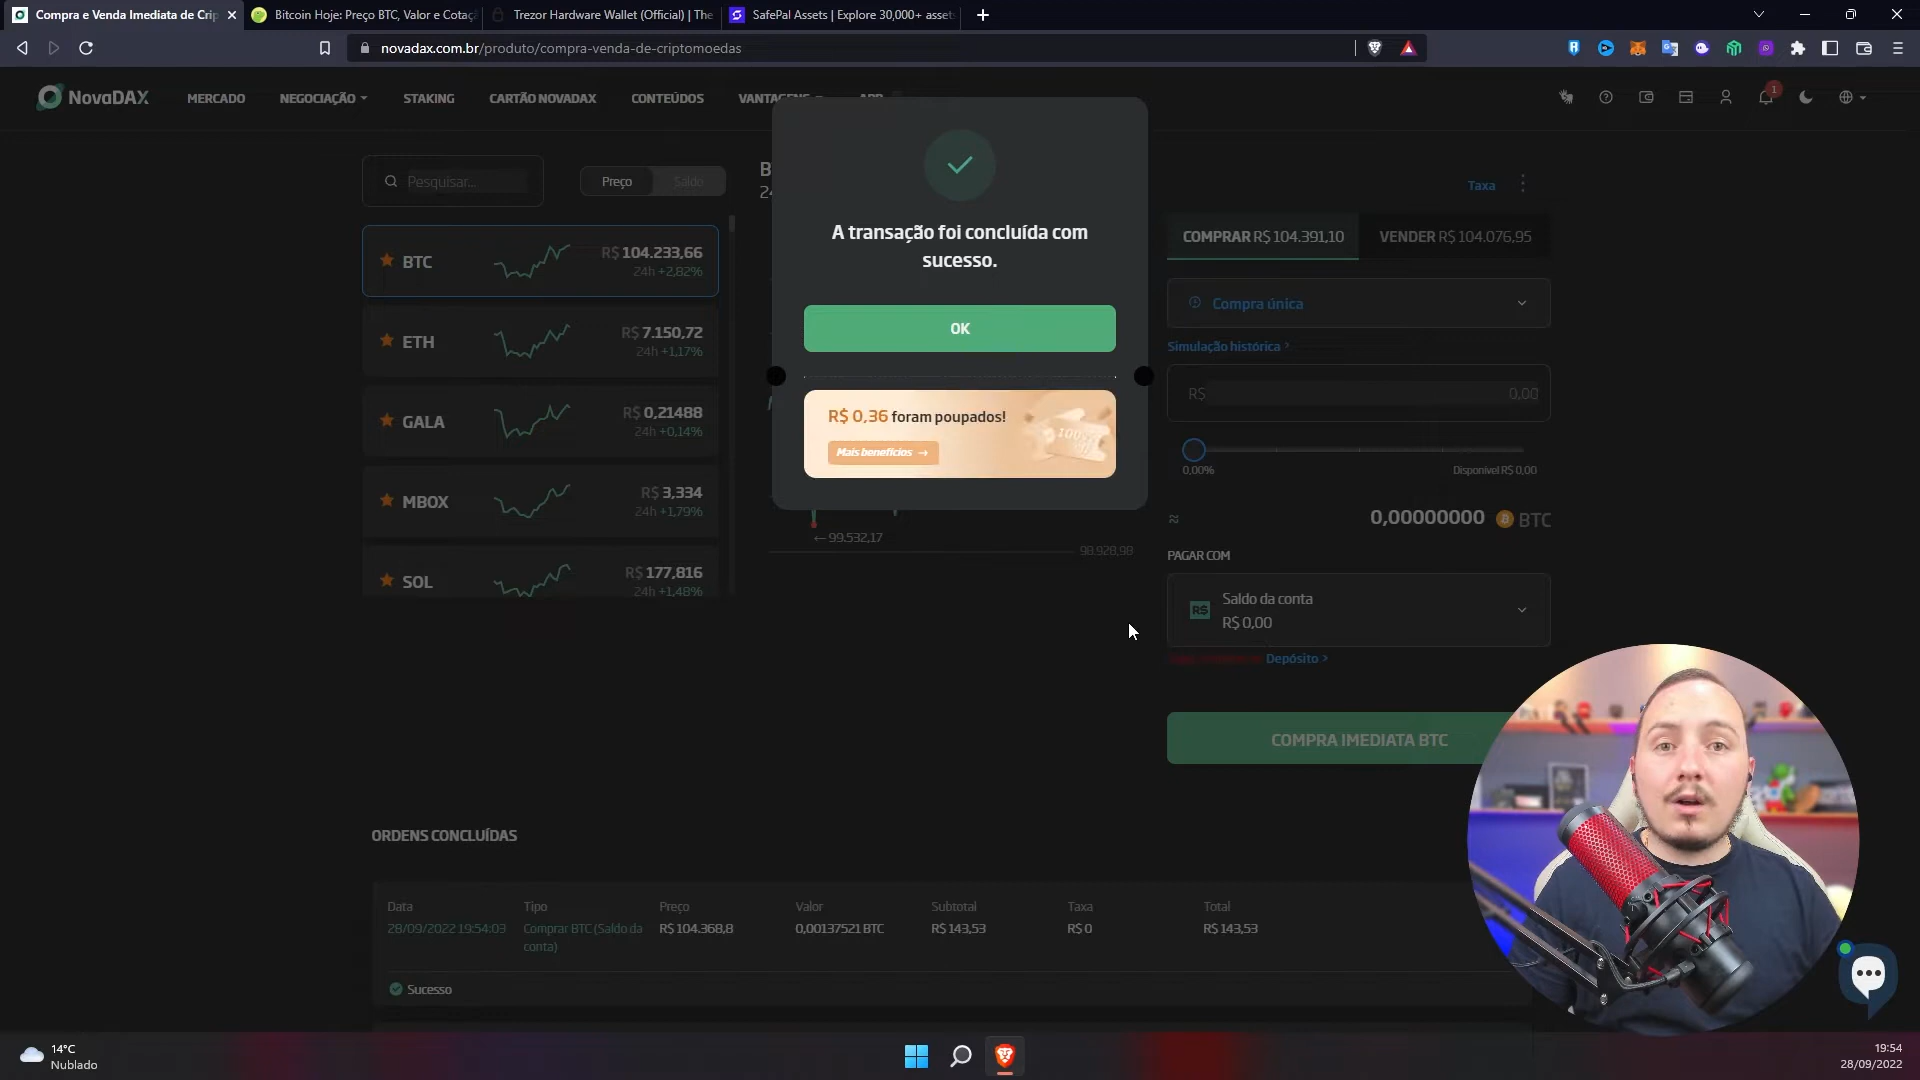 Compra e Venda Imediata de Crip
Bitcoin Hoje: Preço BTC, Valor e Cotaç
Trezor Hardware Wallet (Official) | The
SafePal Assets | Explore 30,000+ asset
novadax.com.br/produto/compra-venda-de-criptomoedas
NovaDAX
MERCADO
NEGOCIAÇÃO
STAKING
CARTÃO NOVADAX
CONTEÚDOS
VANTAGENS
APP
1
Pesquisar...
Preço
Saldo
B
24
Taxa
BTC
R$ 104.233,66
24h +2,82%
ETH
R$ 7.150,72
24h +1,17%
GALA
R$ 0,21488
24h +0,14%
MBOX
R$ 3,334
24h +1,79%
SOL
R$ 177,816
24h +1,48%
A transação foi concluída com
sucesso.
OK
R$ 0,36 foram poupados!
Mais benefícios →
100%
← 99.532,17
98.928,98
COMPRAR R$ 104.391,10
VENDER R$ 104.076,95
Compra única
Simulação histórica >
R$
0,00
0,00%
Disponível R$ 0,00
≈
0,00000000
BTC
PAGAR COM
R$
Saldo da conta
R$ 0,00
Depósito >
COMPRA IMEDIATA BTC
ORDENS CONCLUÍDAS
Data
Tipo
Preço
Valor
Subtotal
Taxa
Total
28/09/2022 19:54:03
Comprar BTC (Saldo da
conta)
R$ 104.368,8
0,00137521 BTC
R$ 143,53
R$ 0
R$ 143,53
Sucesso
14°C
Nublado
19:54
28/09/2022